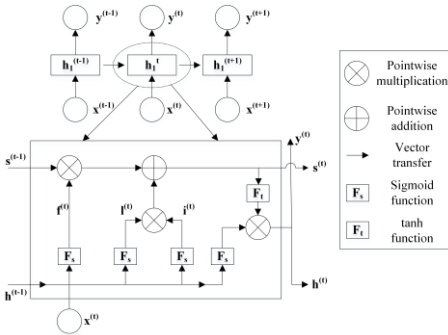 y(t-1) y(t) y(t+1)
h1(t-1) h1t h1(t+1)
x(t-1) x(t) x(t+1)
y(t)
s(t-1) s(t)
Ft
f(t) l(t) i(t)
Fs Fs Fs Fs
h(t-1) h(t)
x(t)
Pointwise
multiplication
Pointwise
addition
Vector
transfer
Fs Sigmoid
function
Ft tanh
function